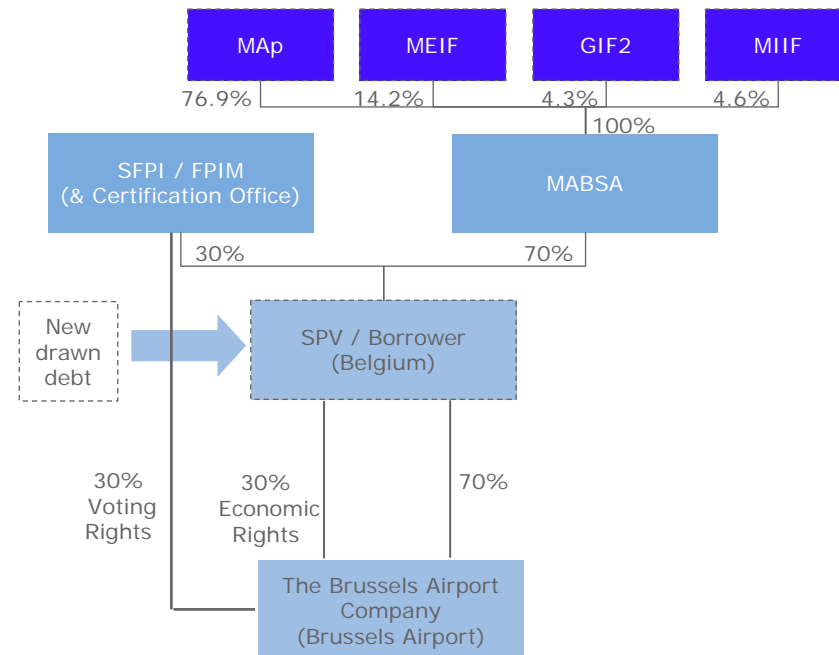 MAp
MEIF
GIF2
MIIF
76.9%
14.2%
4.3%
4.6%
100%
SFPI / FPIM
(& Certification Office)
MABSA
30%
70%
New
drawn
debt
SPV / Borrower
(Belgium)
30%
Voting
Rights
30%
Economic
Rights
70%
The Brussels Airport
Company
(Brussels Airport)